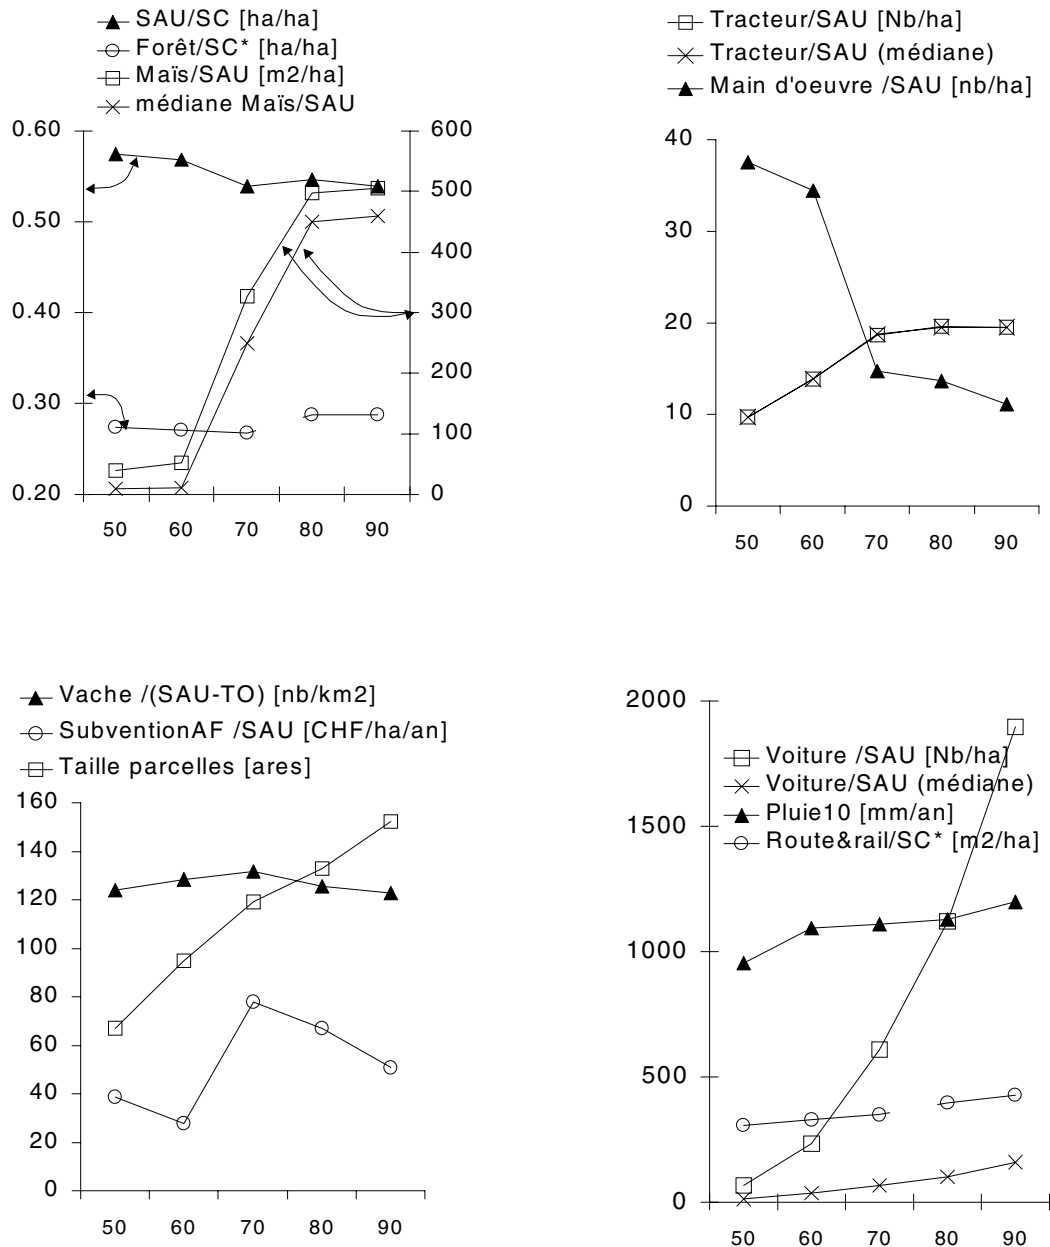 SAU/SC [ha/ha]
Forêt/SC* [ha/ha]
Maïs/SAU [m2/ha]
médiane Maïs/SAU
0.60
0.50
0.40
0.30
0.20
600
500
400
300
200
100
0
50 60 70 80 90
Tracteur/SAU [Nb/ha]
Tracteur/SAU (médiane)
Main d'oeuvre /SAU [nb/ha]
40
30
20
10
0
50 60 70 80 90
Vache /(SAU-TO) [nb/km2]
SubventionAF /SAU [CHF/ha/an]
Taille parcelles [ares]
160
140
120
100
80
60
40
20
0
50 60 70 80 90
Voiture /SAU [Nb/ha]
Voiture/SAU (médiane)
Pluie10 [mm/an]
Route&rail/SC* [m2/ha]
2000
1500
1000
500
0
50 60 70 80 90